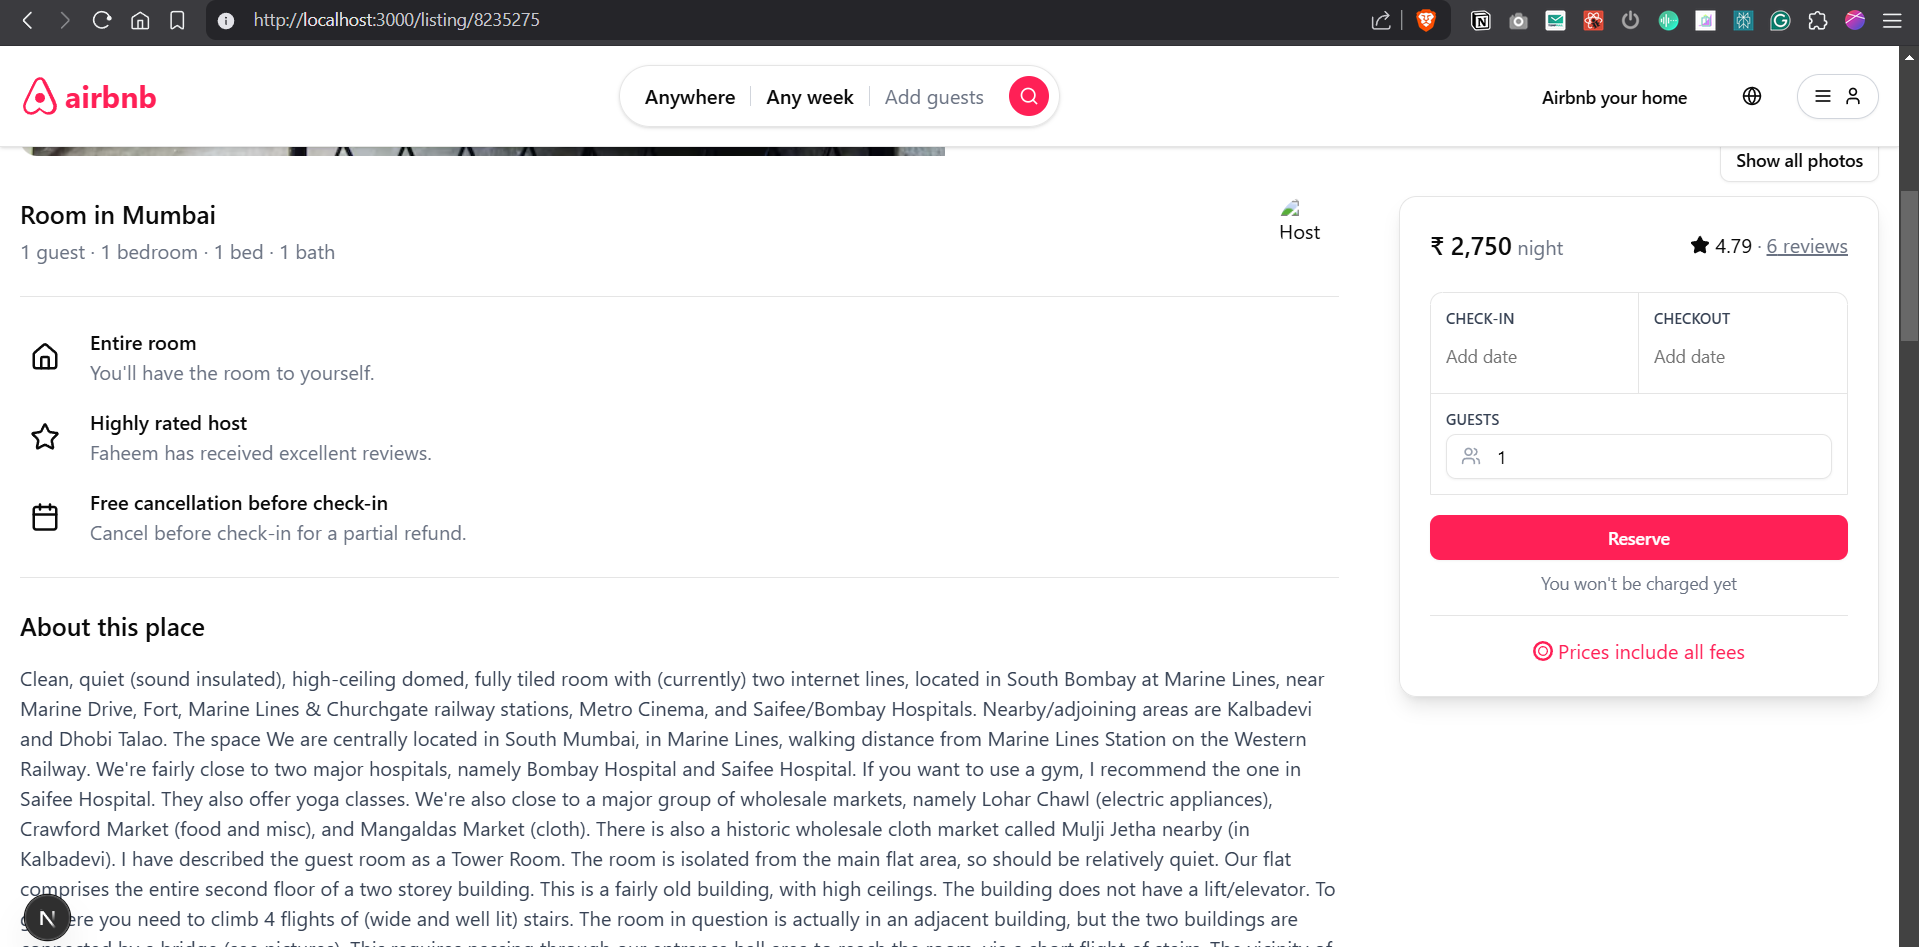 http://localhost:3000/listing/8235275
airbnb
Anywhere
Any week
Add guests
Airbnb your home
Show all photos
Room in Mumbai
1 guest · 1 bedroom · 1 bed · 1 bath
Host
Entire room
You'll have the room to yourself.
Highly rated host
Faheem has received excellent reviews.
Free cancellation before check-in
Cancel before check-in for a partial refund.
About this place
Clean, quiet (sound insulated), high-ceiling domed, fully tiled room with (currently) two internet lines, located in South Bombay at Marine Lines, near
Marine Drive, Fort, Marine Lines & Churchgate railway stations, Metro Cinema, and Saifee/Bombay Hospitals. Nearby/adjoining areas are Kalbadevi
and Dhobi Talao. The space We are centrally located in South Mumbai, in Marine Lines, walking distance from Marine Lines Station on the Western
Railway. We're fairly close to two major hospitals, namely Bombay Hospital and Saifee Hospital. If you want to use a gym, I recommend the one in
Saifee Hospital. They also offer yoga classes. We're also close to a major group of wholesale markets, namely Lohar Chawl (electric appliances),
Crawford Market (food and misc), and Mangaldas Market (cloth). There is also a historic wholesale cloth market called Mulji Jetha nearby (in
Kalbadevi). I have described the guest room as a Tower Room. The room is isolated from the main flat area, so should be relatively quiet. Our flat
comprises the entire second floor of a two storey building. This is a fairly old building, with high ceilings. The building does not have a lift/elevator. To
you need to climb 4 flights of (wide and well lit) stairs. The room in question is actually in an adjacent building, but the two buildings are
N
₹ 2,750 night
4.79 · 6 reviews
CHECK-IN
Add date
CHECKOUT
Add date
GUESTS
1
Reserve
You won't be charged yet
Prices include all fees